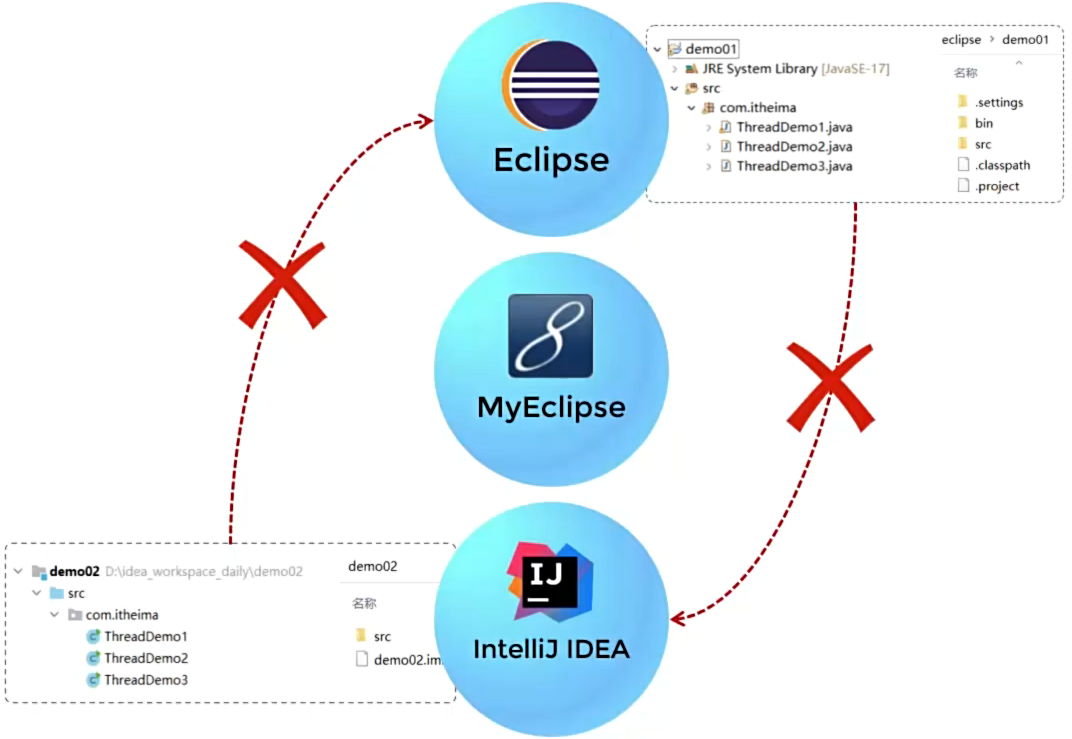 Eclipse
demo01
JRE System Library [JavaSE-17]
src
com.itheima
ThreadDemo1.java
ThreadDemo2.java
ThreadDemo3.java
eclipse > demo01
名称
.settings
bin
src
.classpath
.project
MyEclipse
IJ
IntelliJ IDEA
demo02 D:\idea_workspace_daily\demo02
src
com.itheima
ThreadDemo1
ThreadDemo2
ThreadDemo3
demo02
名称
src
demo02.im